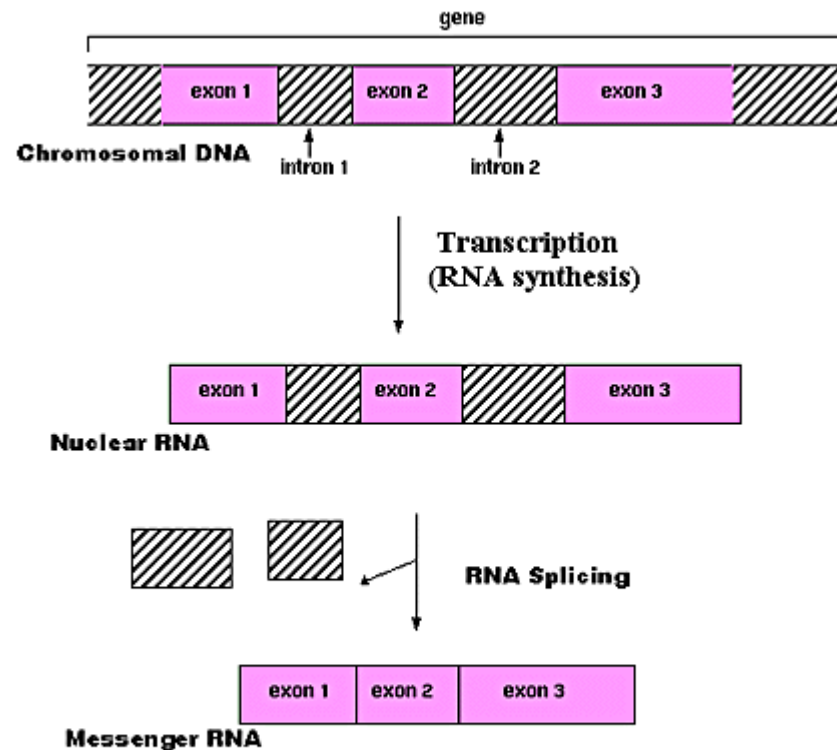 gene
exon 1 exon 2 exon 3
Chromosomal DNA
intron 1 intron 2
Transcription
(RNA synthesis)
exon 1 exon 2 exon 3
Nuclear RNA
RNA Splicing
exon 1 exon 2 exon 3
Messenger RNA